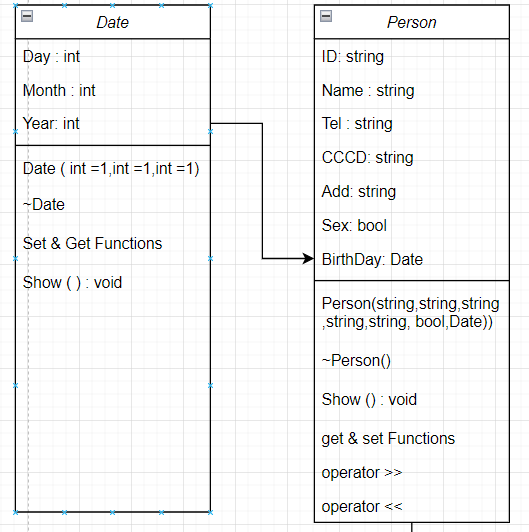 Date
Day : int
Month : int
Year: int
Date ( int =1,int =1,int =1)
~Date
Set & Get Functions
Show ( ) : void
Person
ID: string
Name : string
Tel : string
CCCD: string
Add: string
Sex: bool
BirthDay: Date
Person(string,string,string
,string,string, bool,Date))
~Person()
Show () : void
get & set Functions
operator >>
operator <<